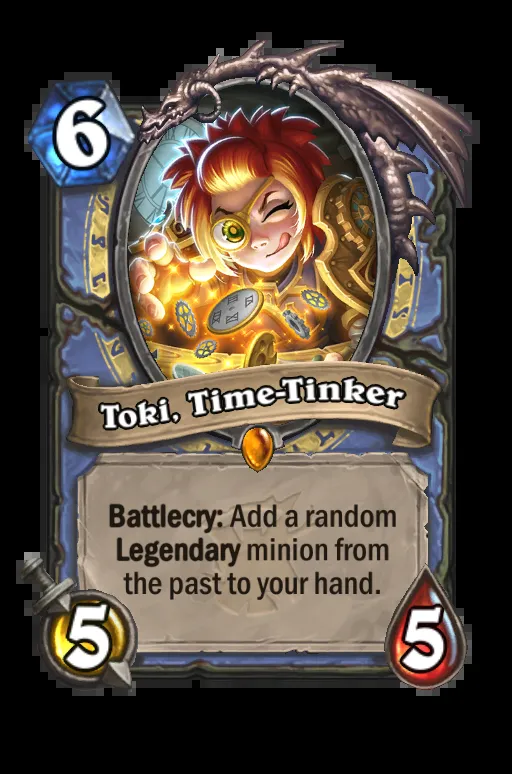 6
Toki, Time-Tinker
Battlecry: Add a random
Legendary minion from
the past to your hand.
5
5